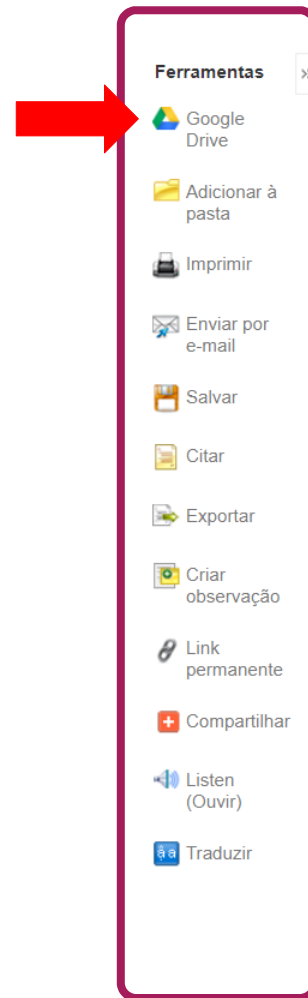 Ferramentas »
Google
Drive
Adicionar à
pasta
Imprimir
Enviar por
e-mail
Salvar
Citar
Exportar
Criar
observação
Link
permanente
Compartilhar
Listen
(Ouvir)
Traduzir